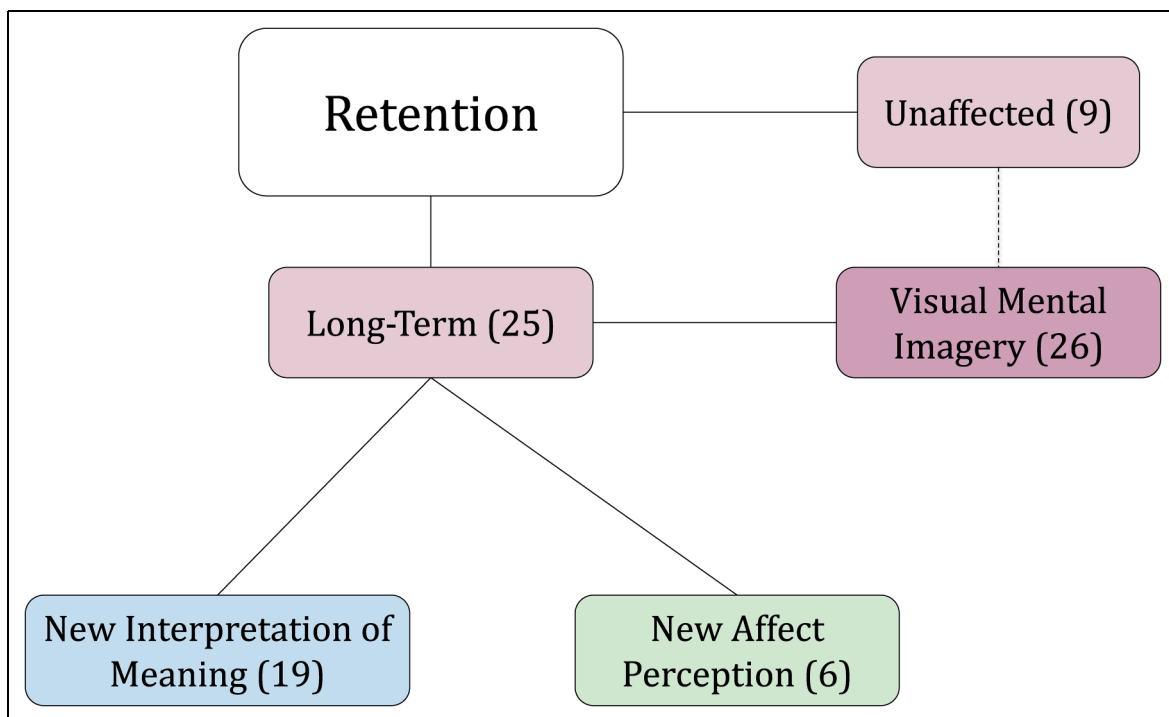 Retention
Unaffected (9)
Long-Term (25)
Visual Mental
Imagery (26)
New Interpretation of
Meaning (19)
New Affect
Perception (6)